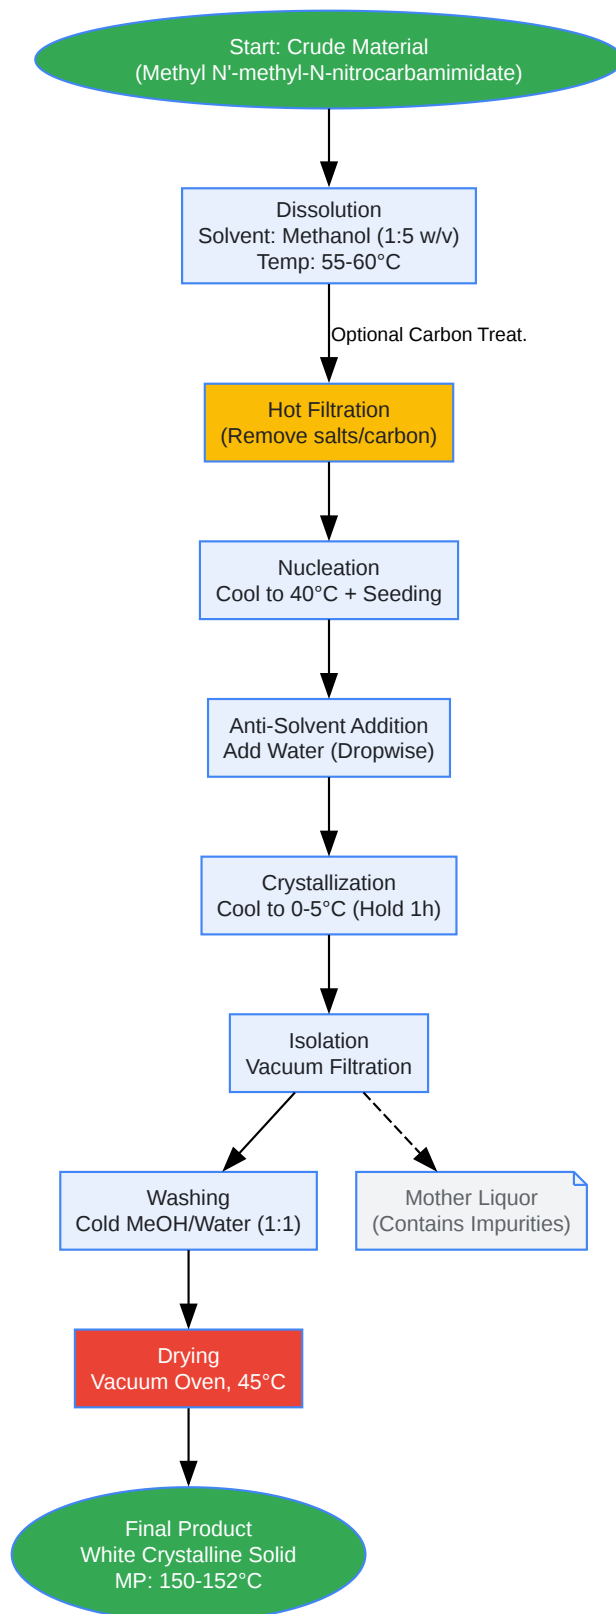 Start: Crude Material
(Methyl N'-methyl-N-nitrocarbamimidate)
Dissolution
Solvent: Methanol (1:5 w/v)
Temp: 55-60°C
Optional Carbon Treat.
Hot Filtration
(Remove salts/carbon)
Nucleation
Cool to 40°C + Seeding
Anti-Solvent Addition
Add Water (Dropwise)
Crystallization
Cool to 0-5°C (Hold 1h)
Isolation
Vacuum Filtration
Washing
Cold MeOH/Water (1:1)
Mother Liquor
(Contains Impurities)
Drying
Vacuum Oven, 45°C
Final Product
White Crystalline Solid
MP: 150-152°C